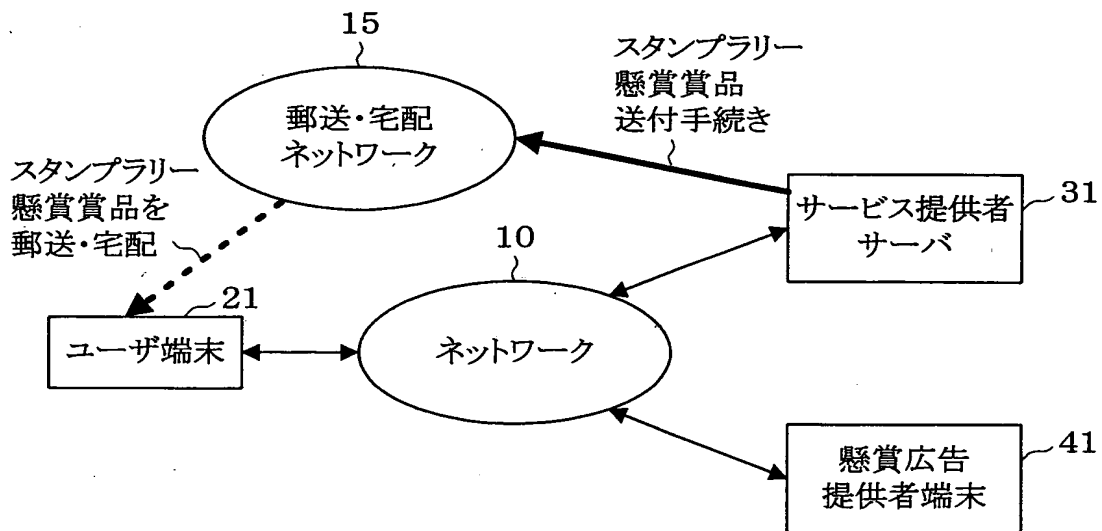 15
郵送・宅配
ネットワーク
スタンプラリー
懸賞賞品
送付手続き
スタンプラリー
懸賞賞品を
郵送・宅配
サービス提供者
サーバ
31
10
ネットワーク
21
ユーザ端末
懸賞広告
提供者端末
41